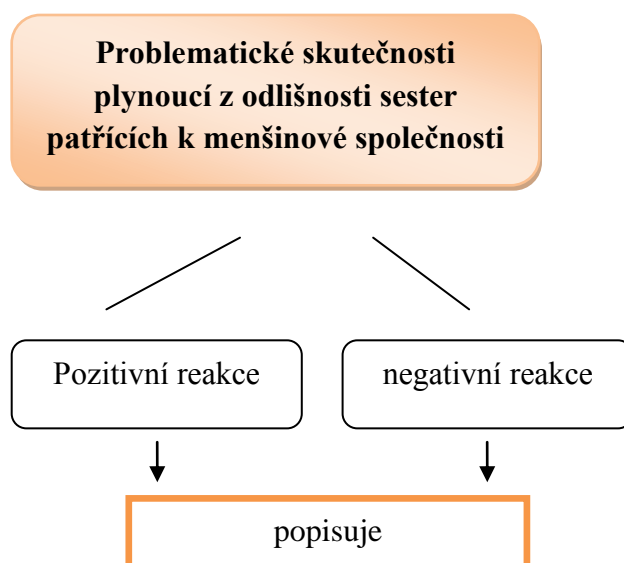 Problematické skutečnosti
plynoucí z odlišnosti sester
patřících k menšinové společnosti
Pozitivní reakce
negativní reakce
popisuje